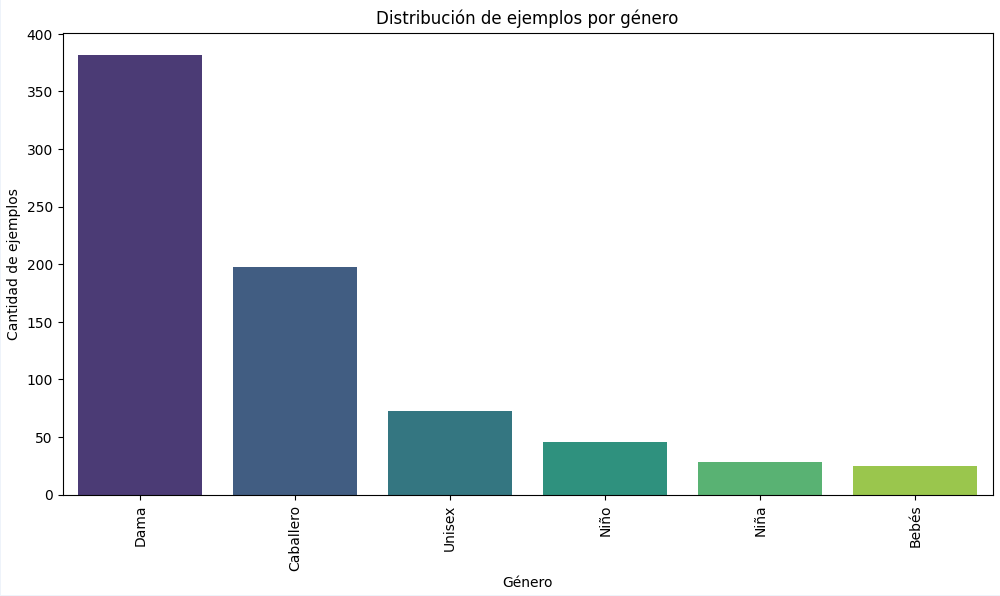 Distribución de ejemplos por género
Cantidad de ejemplos
400
350
300
250
200
150
100
50
0
Dama
Caballero
Unisex
Niño
Niña
Bebés
Género